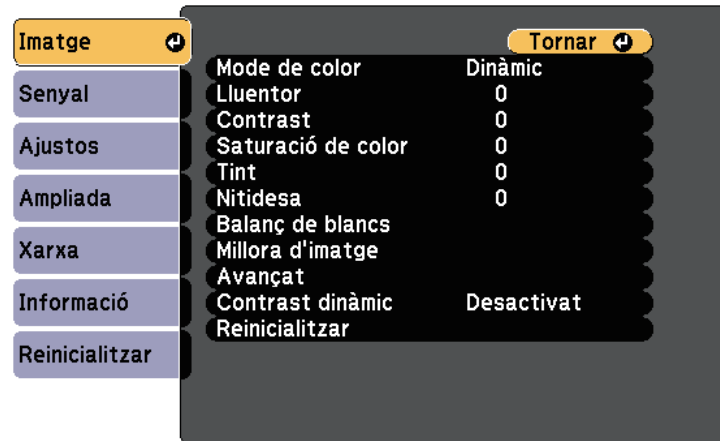 Imatge
Senyal
Ajustos
Ampliada
Xarxa
Informació
Reinicialitzar
Tornar
Mode de color Dinàmic
Lluentor 0
Contrast 0
Saturació de color 0
Tint 0
Nitidesa 0
Balanç de blancs
Millora d'imatge
Avançat
Contrast dinàmic Desactivat
Reinicialitzar